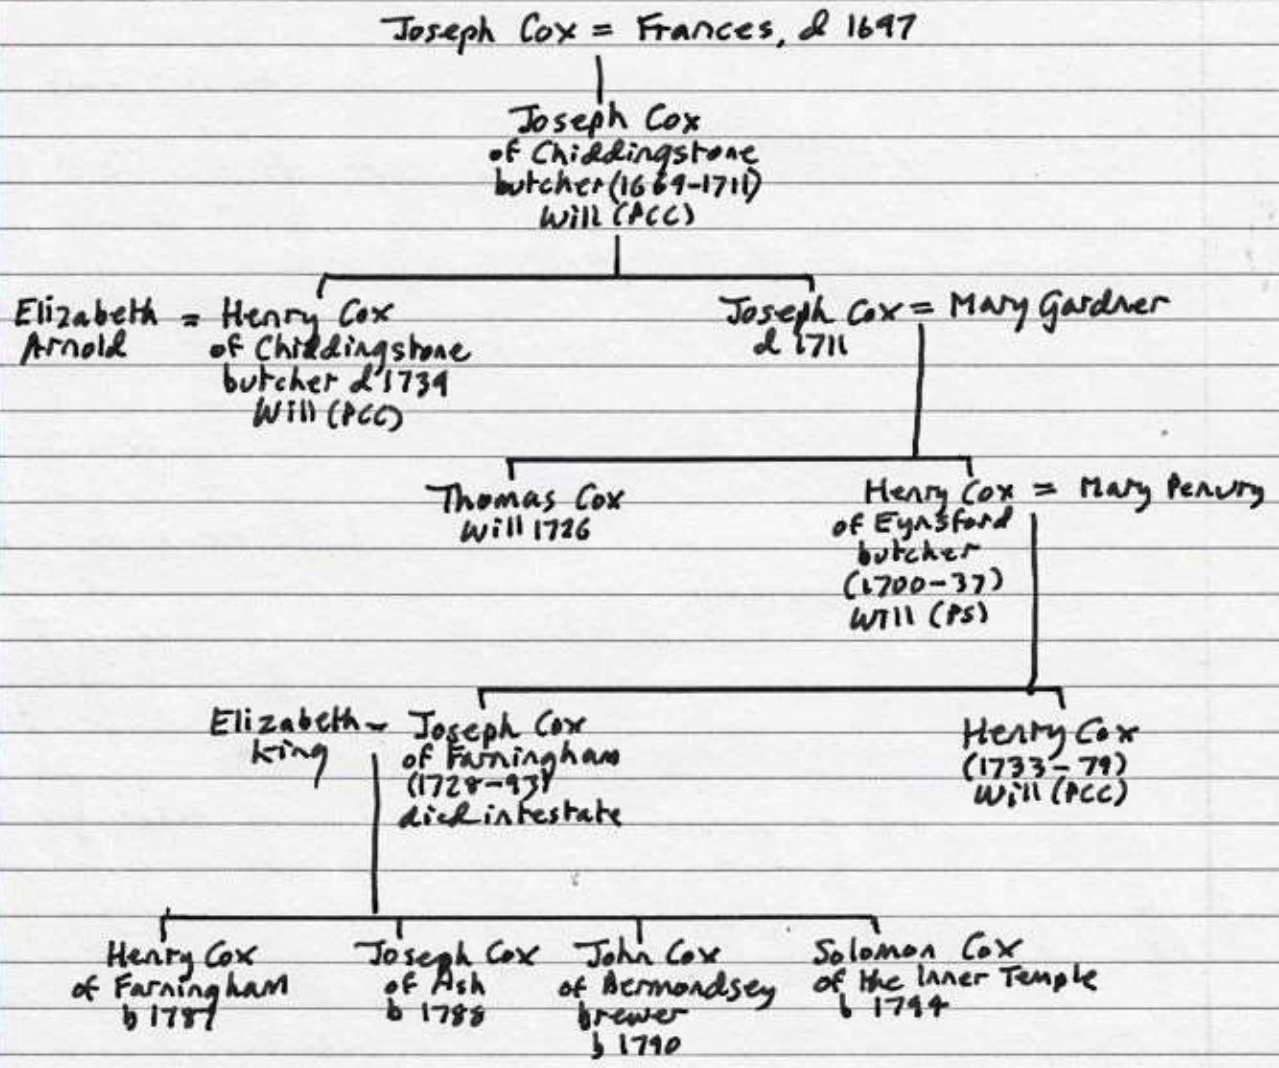 Joseph Cox = Frances, d 1697
Joseph Cox
of Chiddingstone
butcher (1669-1711)
Will (PCC)
Elizabeth = Henry Cox
Arnold
of Chiddingstone
butcher d 1734
Will (PCC)
Joseph Cox = Mary Gardner
d 1711
Thomas Cox
Will 1726
Henry Cox = Mary Penury
of Eynsford
butcher
(1700-37)
Will (PS)
Elizabeth - Joseph Cox
King
of Farningham
(1728-93)
died intestate
Henry Cox
(1733-79)
Will (PCC)
Henry Cox
of Farningham
b 1787
Joseph Cox
of Ash
b 1788
John Cox
of Bermondsey
brewer
b 1790
Solomon Cox
of the Inner Temple
b 1794